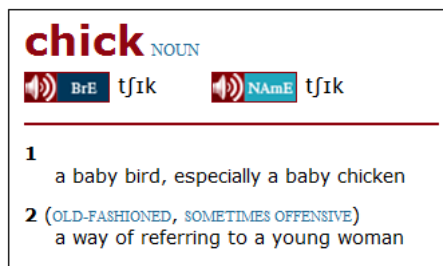 chick NOUN
BrE tʃɪk NAmE tʃɪk
1
a baby bird, especially a baby chicken
2 (OLD-FASHIONED, SOMETIMES OFFENSIVE)
a way of referring to a young woman